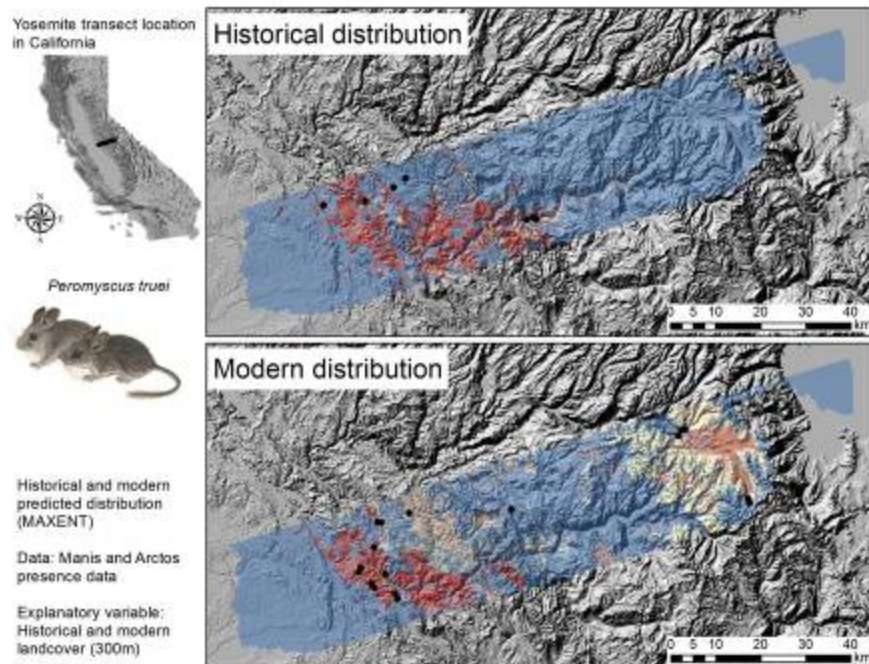 Yosemite transect location
in California
N
W
E
S
Peromyscus truei
Historical and modern
predicted distribution
(MAXENT)
Data: Manis and Arctos
presence data
Explanatory variable:
Historical and modern
landcover (300m)
Historical distribution
0 5 10 20 30 40
km
Modern distribution
0 5 10 20 30 40
km